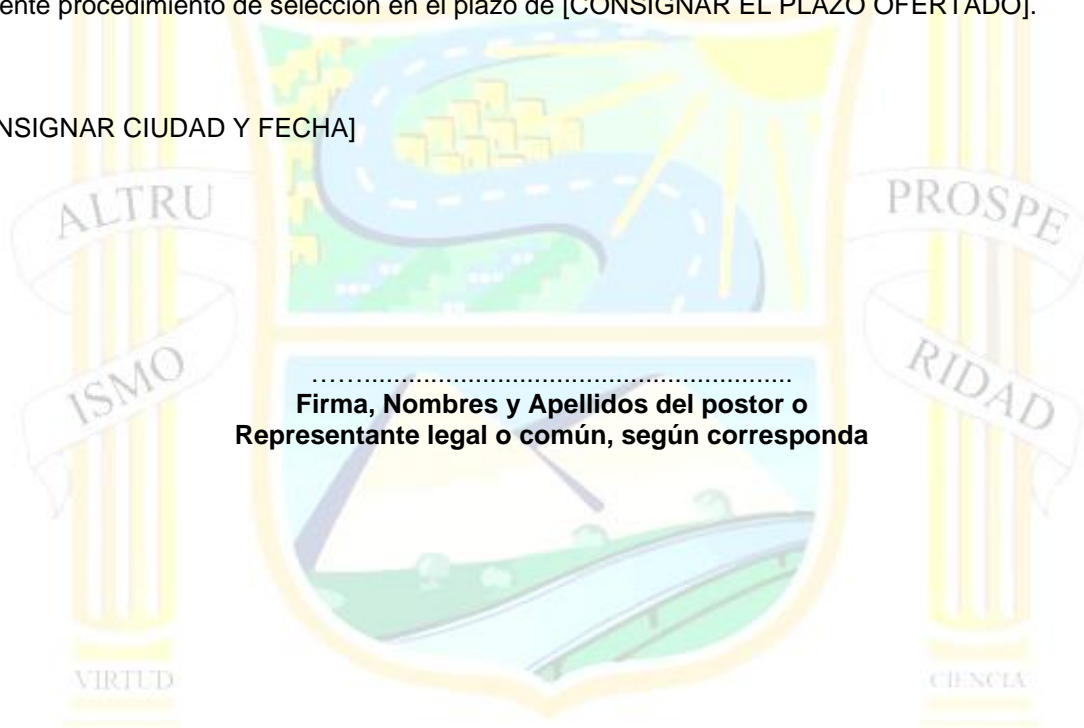 ente procedimiento de selección en el plazo de [CONSIGNAR EL PLAZO OFERTADO].
NSIGNAR CIUDAD Y FECHA]
ALTRU
PROSPE
ISMO
RIDAD
…….........................................................
Firma, Nombres y Apellidos del postor o
Representante legal o común, según corresponda
VIRTUD
CIENCIA